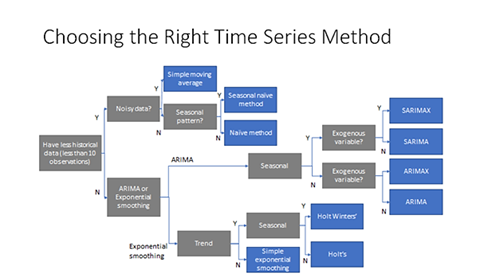 Choosing the Right Time Series Method
Simple moving
average
Y
Noisy data?
Y
N
Seasonal
pattern?
Y
Seasonal naïve
method
N
Naïve method
Have less historical
data (less than 10
observations)
N
ARIMA or
Exponential
smoothing
ARIMA
Seasonal
Y
Exogenous
variable?
Y
SARIMAX
N
SARIMA
N
Exogenous
variable?
Y
ARIMAX
N
ARIMA
Exponential
smoothing
Trend
Y
Seasonal
Y
Holt Winters'
N
Holt's
N
Simple
exponential
smoothing